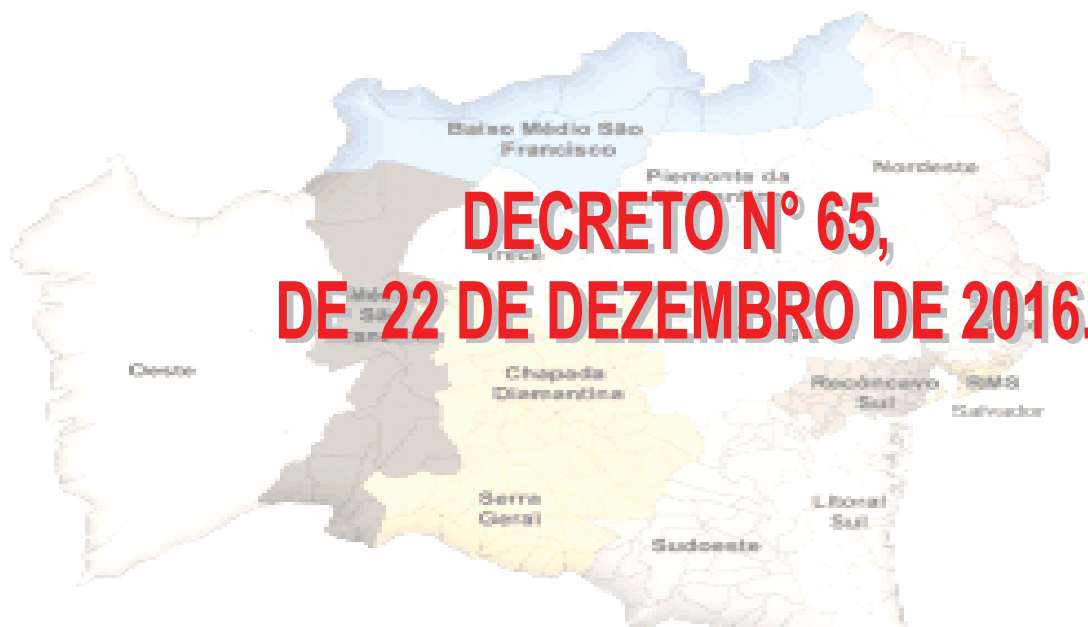 Baixo Médio São
Francisco
Nordeste
Piemonte da
DECRETO N° 65,
Irecê
DE 22 DE DEZEMBRO DE 2016.
Oeste
Chapada
Diamantina
Recôncavo
Sul
RMS
Salvador
Serra
Geral
Litoral
Sul
Sudoeste